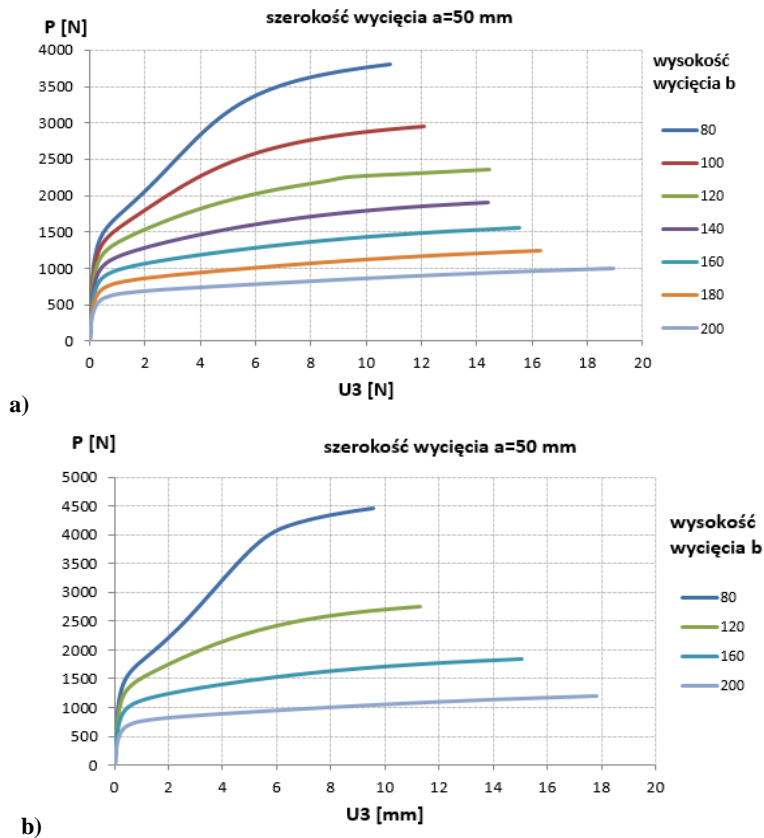 szerokość wycięcia a=50 mm
P [N]
4000
3500
3000
2500
2000
1500
1000
500
0
0 2 4 6 8 10 12 14 16 18 20
U3 [N]
wysokość
wycięcia b
80
100
120
140
160
180
200
a)
P [N]
szerokość wycięcia a=50 mm
5000
4500
4000
3500
3000
2500
2000
1500
1000
500
0
0 2 4 6 8 10 12 14 16 18 20
U3 [mm]
wysokość
wycięcia b
80
120
160
200
b)